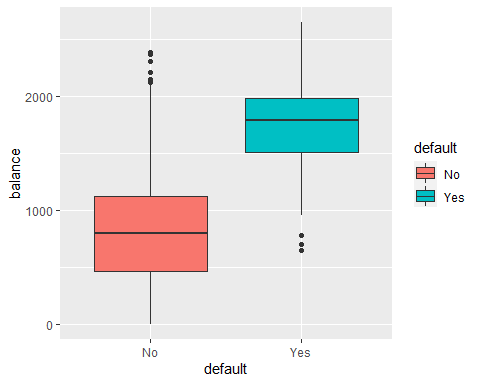 balance
2000
1000
0
No
Yes
default
default
No
Yes